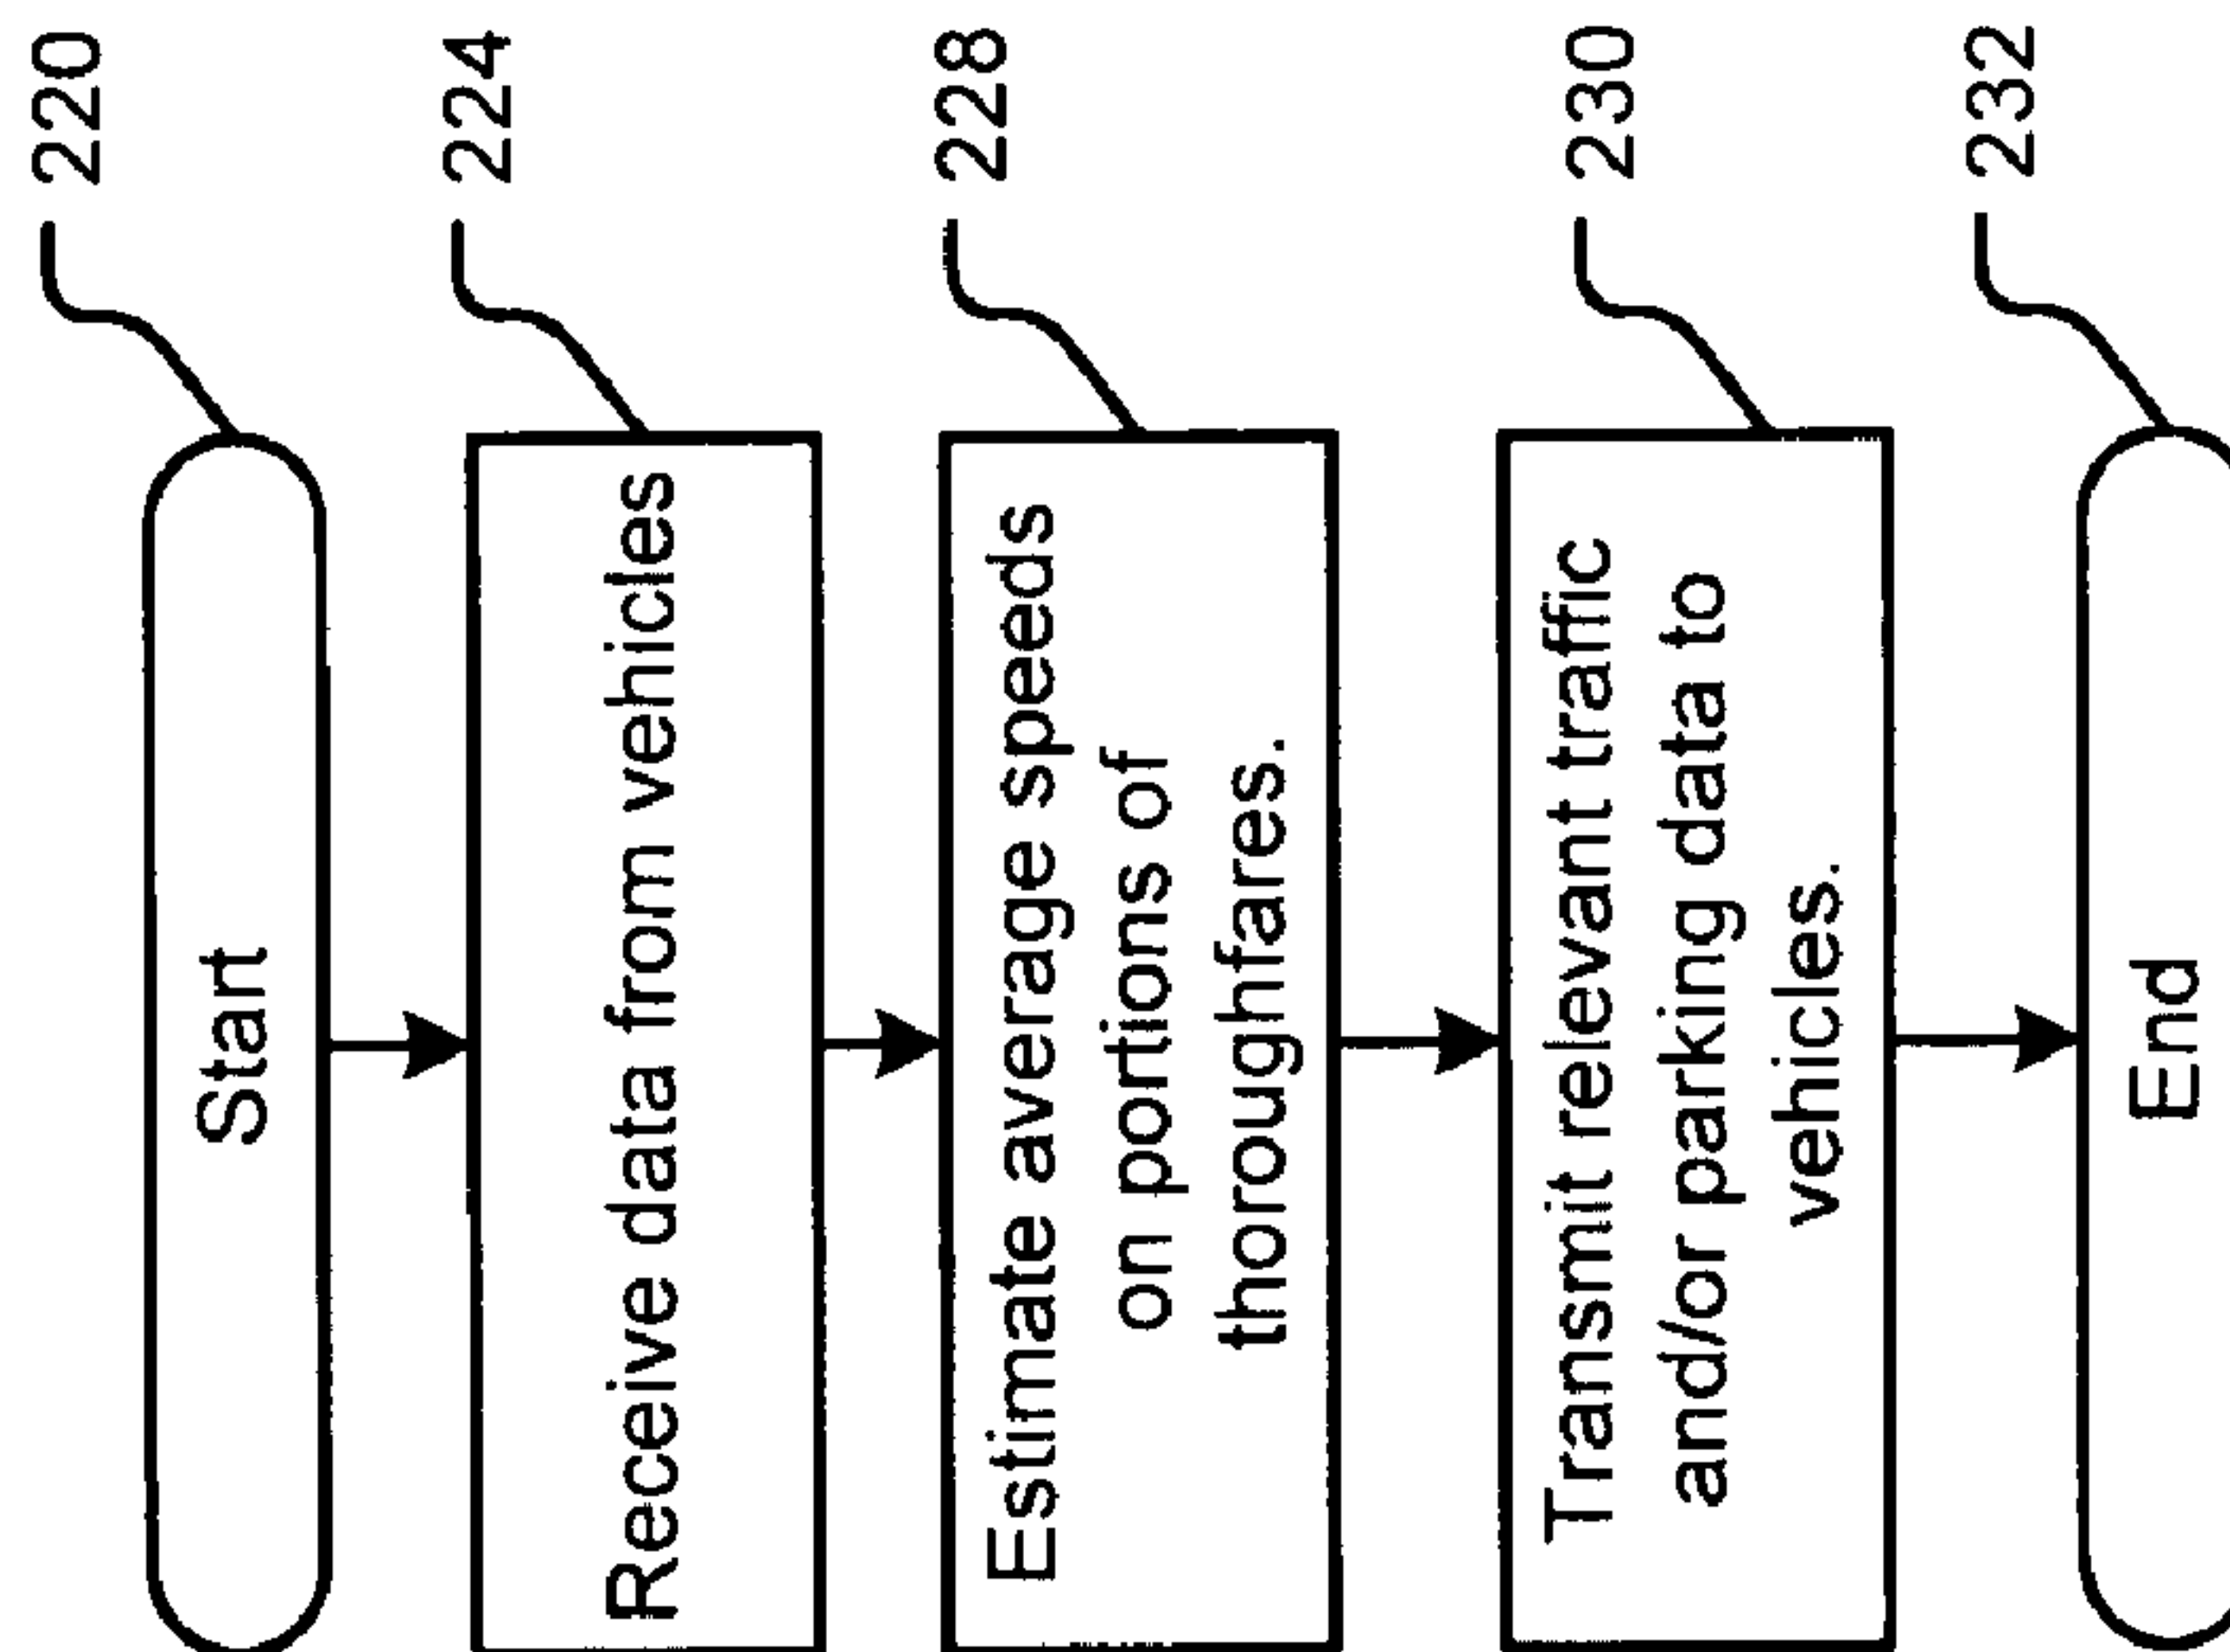 Start
220
Receive data from vehicles
224
Estimate average speeds
on portions of
thoroughfares.
228
Transmit relevant traffic
and/or parking data to
vehicles.
230
End
232